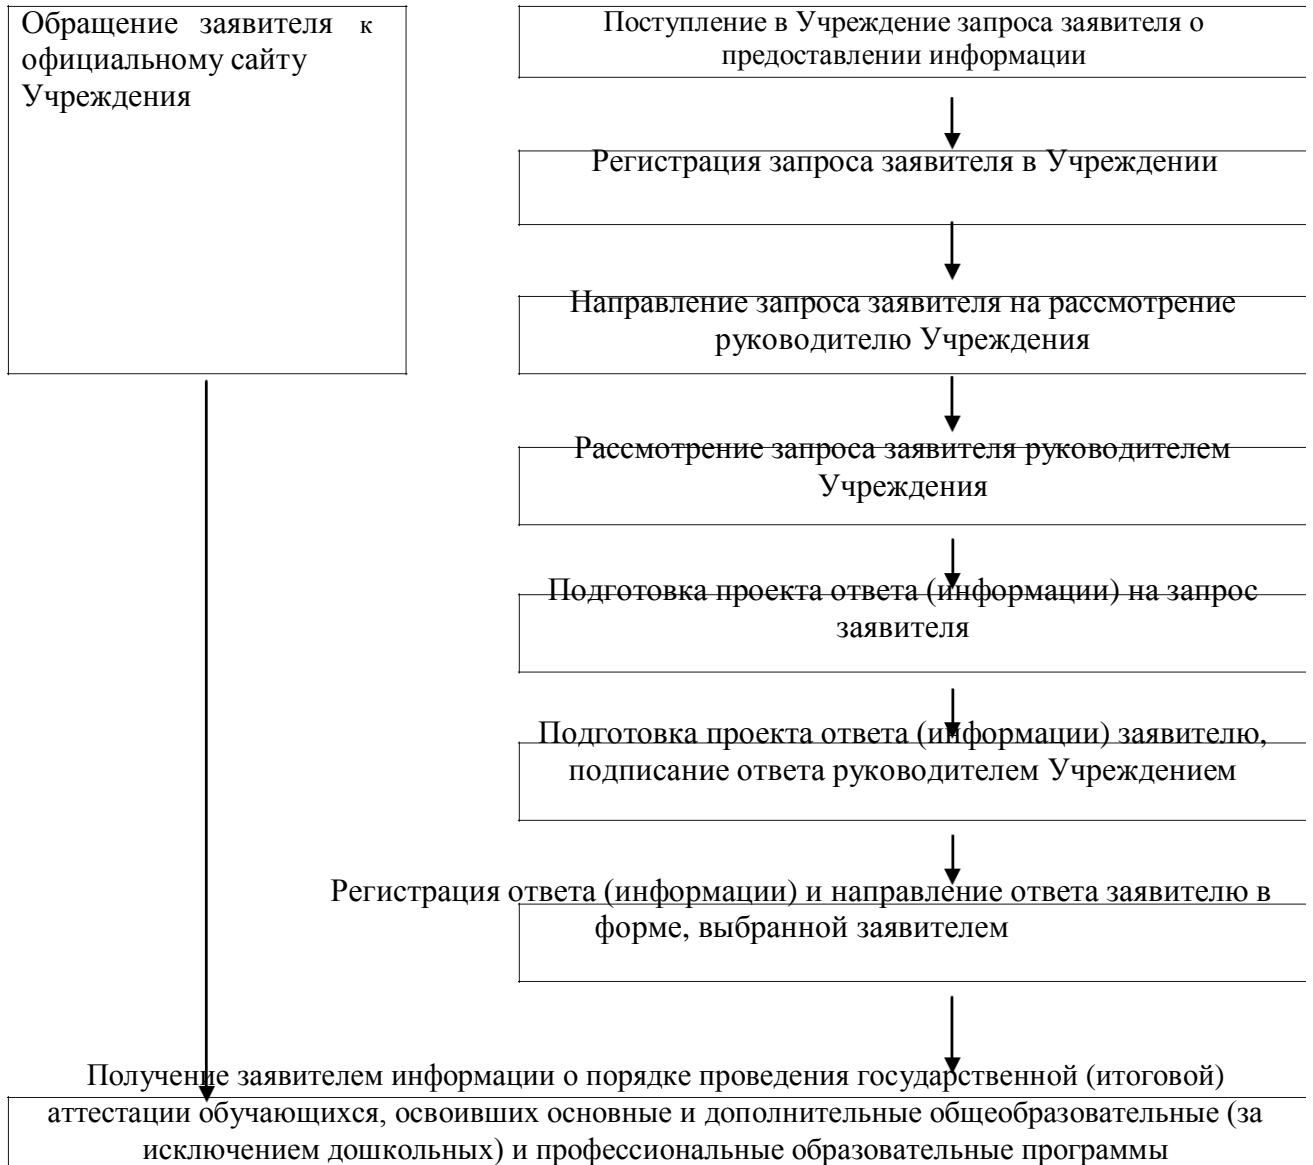 Обращение заявителя к
официальному сайту
Учреждения
Поступление в Учреждение запроса заявителя о
предоставлении информации
Регистрация запроса заявителя в Учреждении
Направление запроса заявителя на рассмотрение
руководителю Учреждения
Рассмотрение запроса заявителя руководителем
Учреждения
Подготовка проекта ответа (информации) на запрос
заявителя
Подготовка проекта ответа (информации) заявителю,
подписание ответа руководителем Учреждением
Регистрация ответа (информации) и направление ответа заявителю в
форме, выбранной заявителем
Получение заявителем информации о порядке проведения государственной (итоговой)
аттестации обучающихся, освоивших основные и дополнительные общеобразовательные (за
исключением дошкольных) и профессиональные образовательные программы